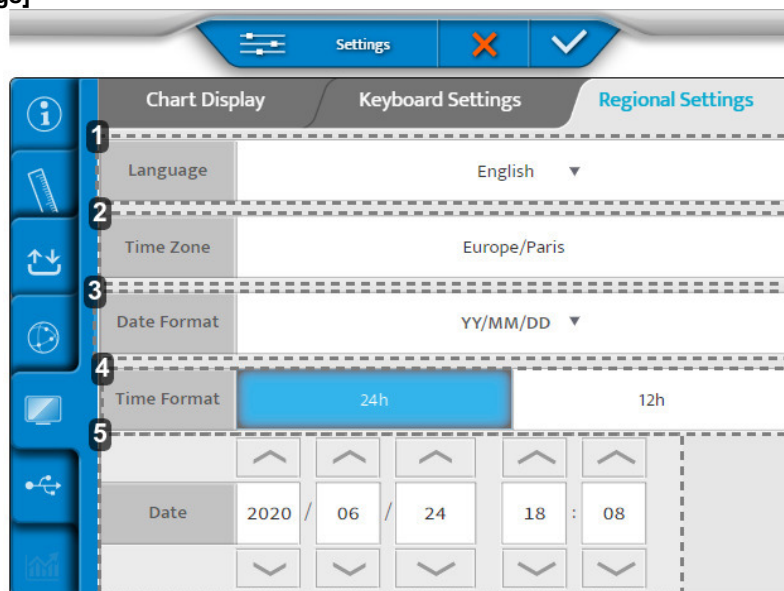 ge]
Settings
Chart Display Keyboard Settings Regional Settings
1
Language English ▼
2
Time Zone Europe/Paris
3
Date Format YY/MM/DD ▼
4
Time Format 24h 12h
5
Date 2020 / 06 / 24 18 : 08